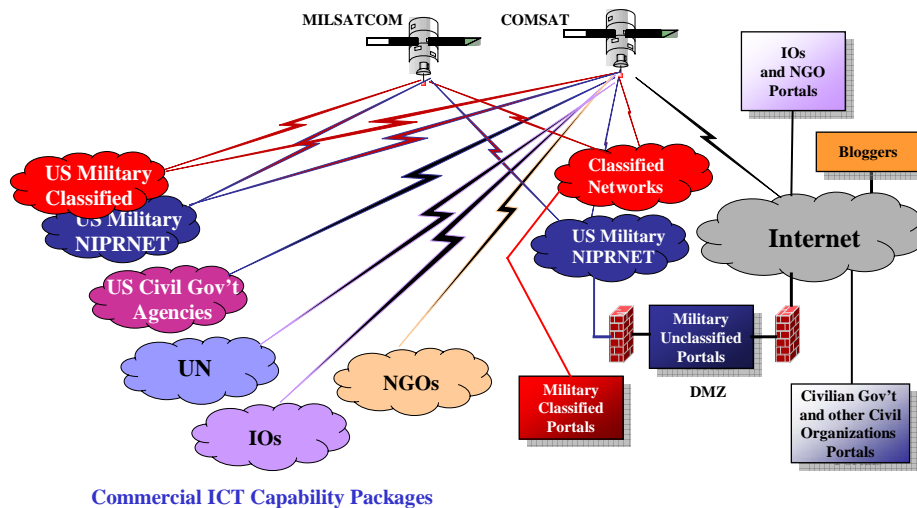 MILSATCOM
COMSAT
IOs
and NGO
Portals
Bloggers
US Military
Classified
Classified
Networks
US Military
NIPRNET
US Military
NIPRNET
Internet
US Civil Gov't
Agencies
Military
Unclassified
Portals
UN
NGOs
DMZ
Military
Classified
Portals
Civilian Gov't
and other Civil
Organizations
Portals
IOs
Commercial ICT Capability Packages